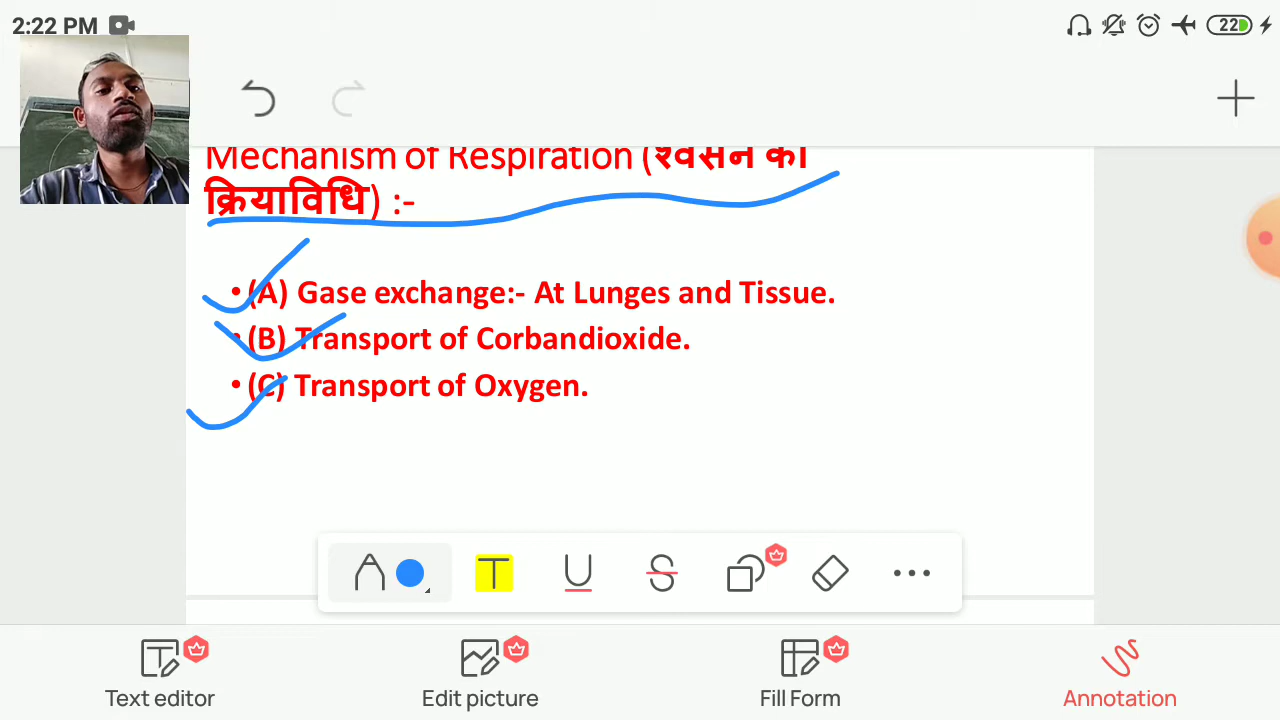 2:22 PM
22
Mechanism of Respiration (श्वसन की
क्रियाविधि) :-
• (A) Gase exchange:- At Lunges and Tissue.
• (B) Transport of Corbandioxide.
• (C) Transport of Oxygen.
T
U
S
Text editor
Edit picture
Fill Form
Annotation